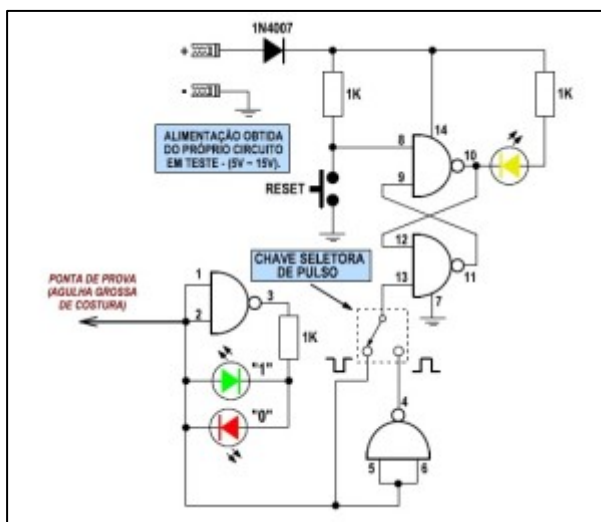 1N4007
+
-
1K
14
1K
8
10
9
ALIMENTAÇÃO OBTIDA
DO PRÓPRIO CIRCUITO
EM TESTE - (5V ~ 15V).
RESET
12
11
13
7
CHAVE SELETORA
DE PULSO
PONTA DE PROVA
(AGULHA GROSSA
DE COSTURA)
1
2
3
1K
"1"
"0"
4
5
6